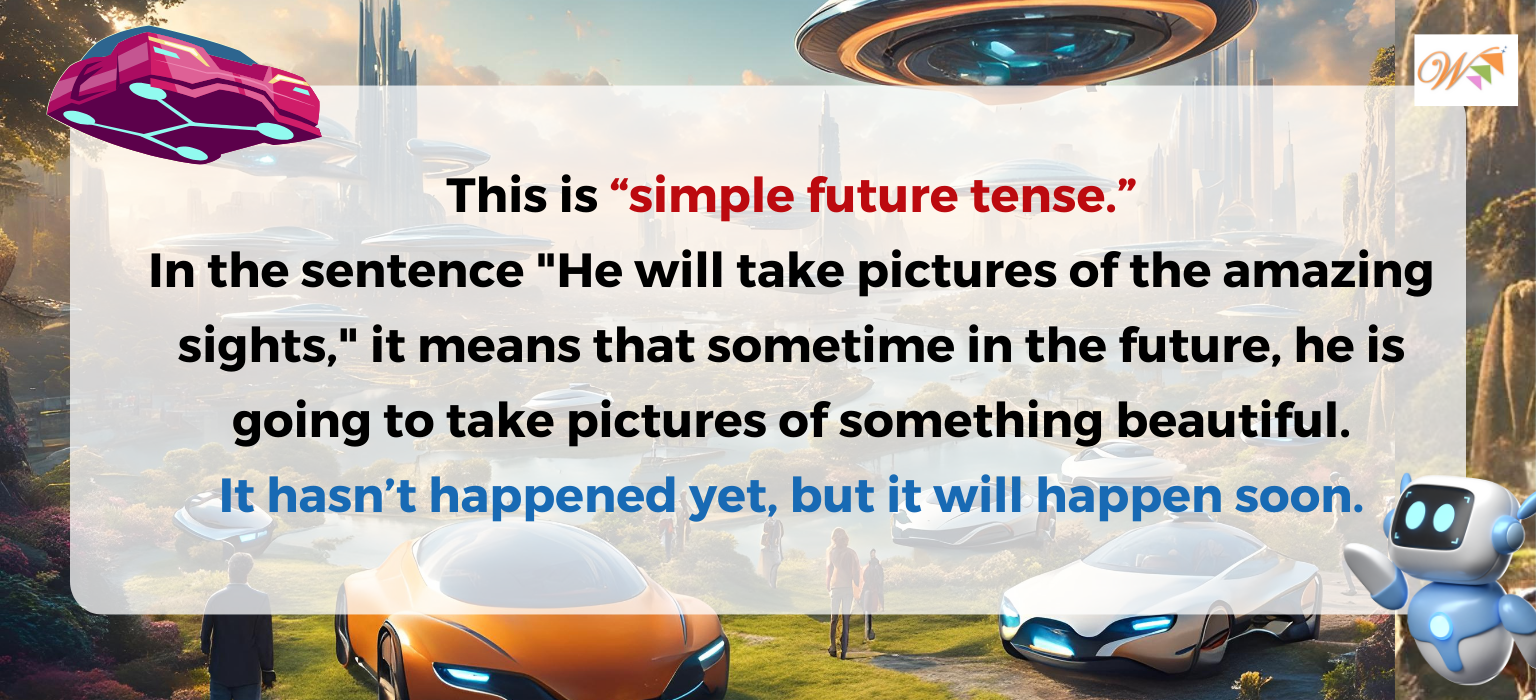 This is “simple future tense.”
In the sentence "He will take pictures of the amazing
sights," it means that sometime in the future, he is
going to take pictures of something beautiful.
It hasn’t happened yet, but it will happen soon.
W